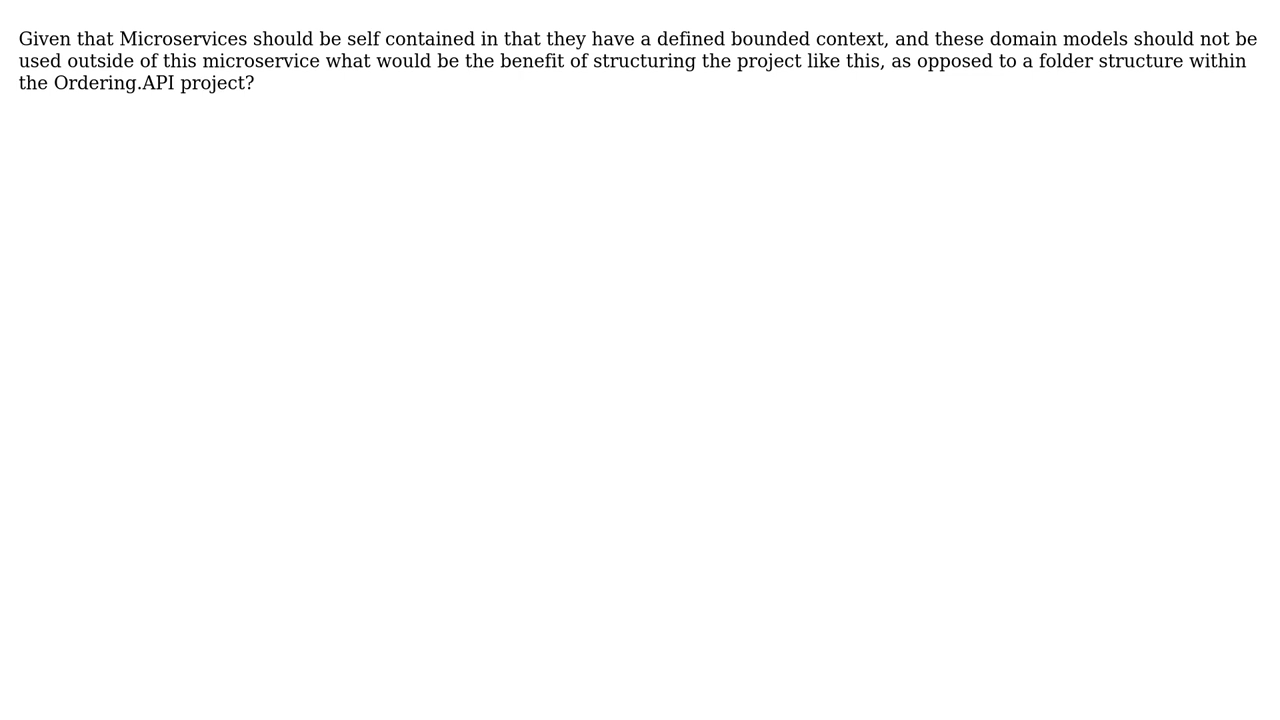 Given that Microservices should be self contained in that they have a defined bounded context, and these domain models should not be
used outside of this microservice what would be the benefit of structuring the project like this, as opposed to a folder structure within
the Ordering.API project?